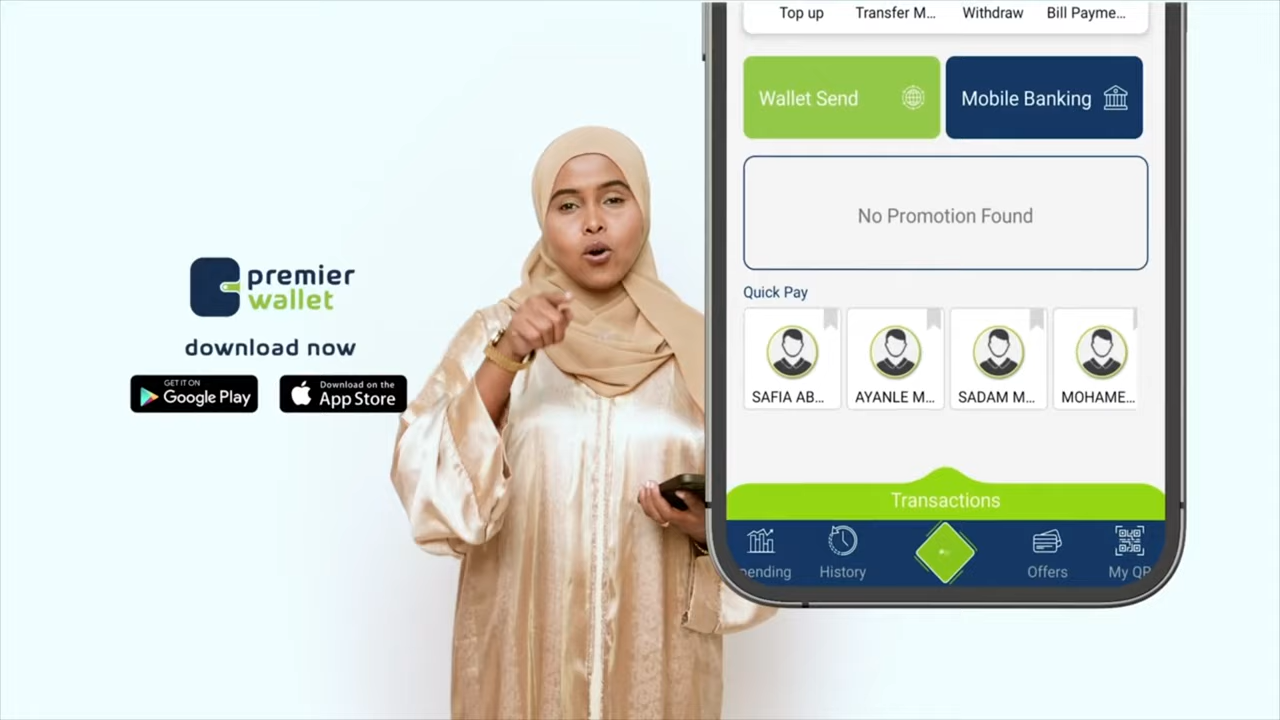 premier
wallet
download now
GET IT ON
Google Play
Download on the
App Store
Top up
Transfer M...
Withdraw
Bill Payme...
Wallet Send
Mobile Banking
No Promotion Found
Quick Pay
SAFIA AB...
AYANLE M...
SADAM M...
MOHAME...
Transactions
pending
History
Offers
My QR